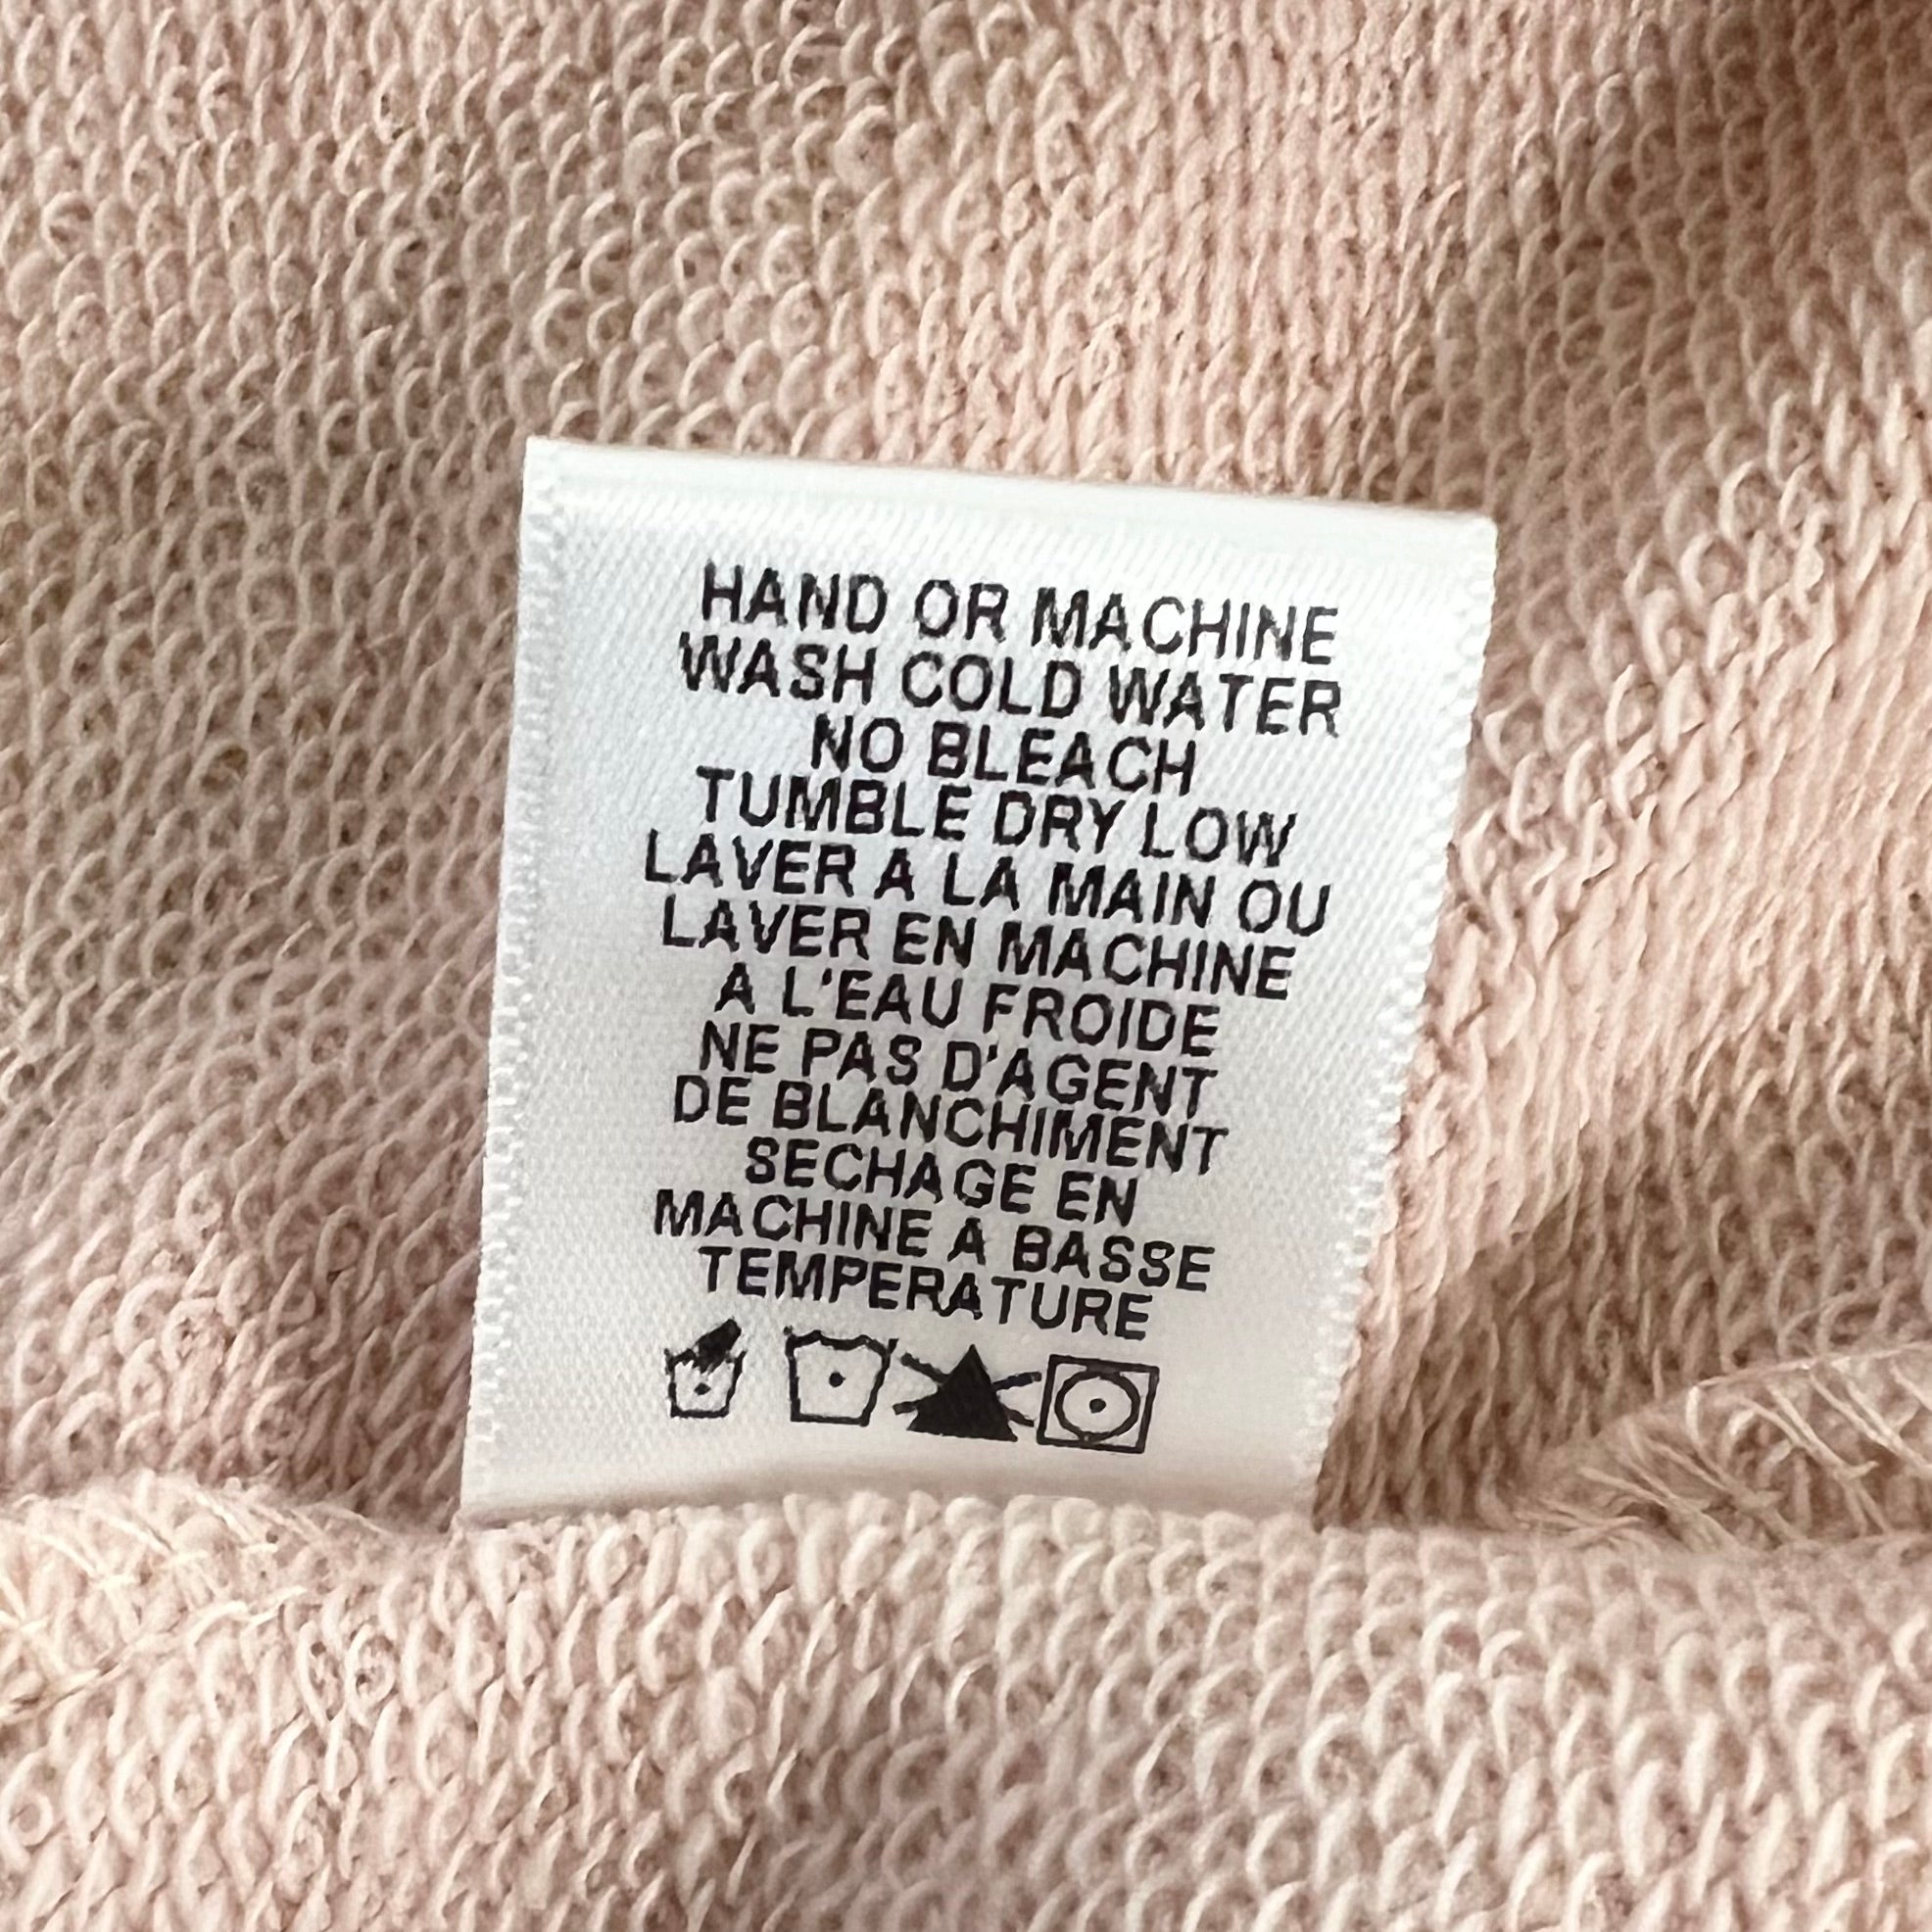 HAND OR MACHINE
WASH COLD WATER
NO BLEACH
TUMBLE DRY LOW
LAVER A LA MAIN OU
LAVER EN MACHINE
A L'EAU FROIDE
NE PAS D'AGENT
DE BLANCHIMENT
SECHAGE EN
MACHINE A BASSE
TEMPERATURE